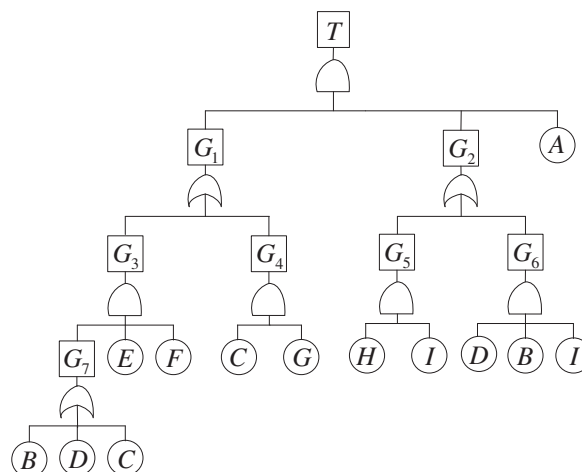 T
G₁ G₂ A
G₃ G₄ G₅ G₆
G₇ E F C G H I D B I
B D C